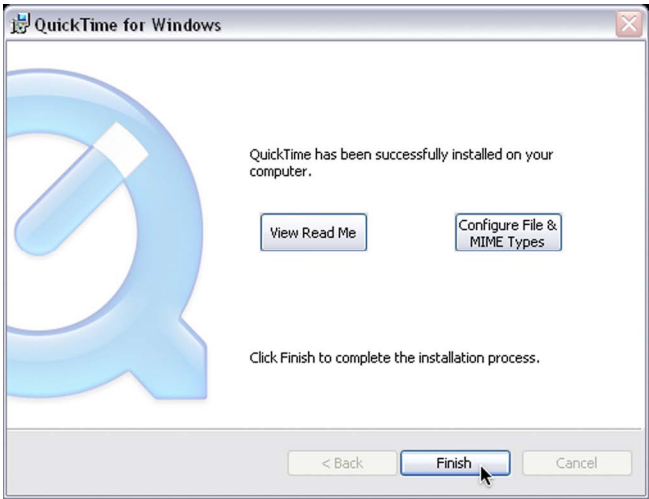 QuickTime for Windows
QuickTime has been successfully installed on your
computer.
View Read Me
Configure File &
MIME Types
Click Finish to complete the installation process.
< Back
Finish
Cancel